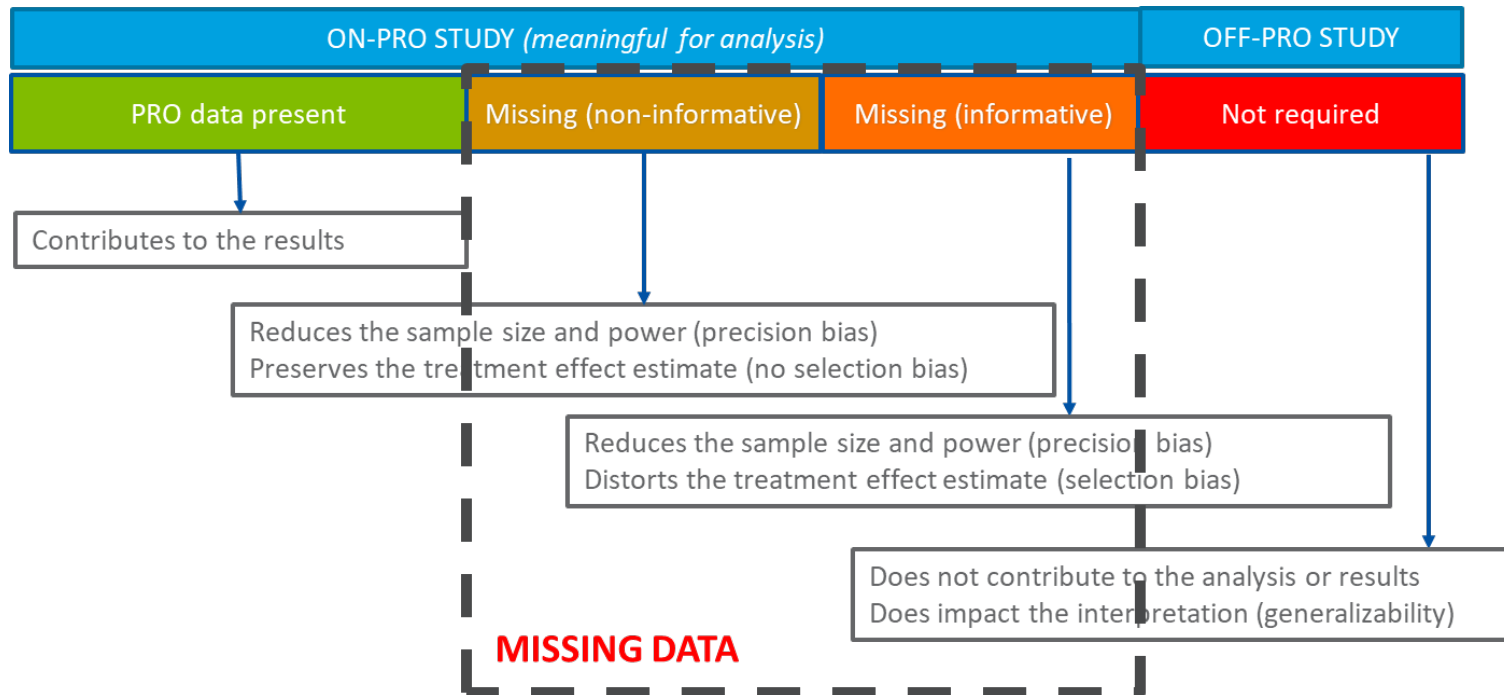 ON-PRO STUDY (meaningful for analysis)
OFF-PRO STUDY
PRO data present
Missing (non-informative)
Missing (informative)
Not required
Contributes to the results
Reduces the sample size and power (precision bias)
Preserves the treatment effect estimate (no selection bias)
Reduces the sample size and power (precision bias)
Distorts the treatment effect estimate (selection bias)
Does not contribute to the analysis or results
Does impact the interpretation (generalizability)
MISSING DATA